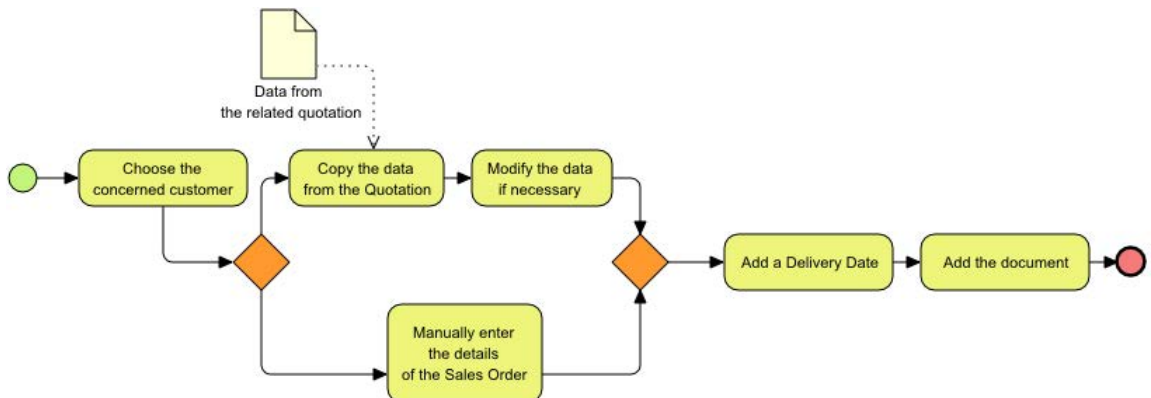 Data from
the related quotation
Choose the
concerned customer
Copy the data
from the Quotation
Modify the data
if necessary
Add a Delivery Date
Add the document
Manually enter
the details
of the Sales Order